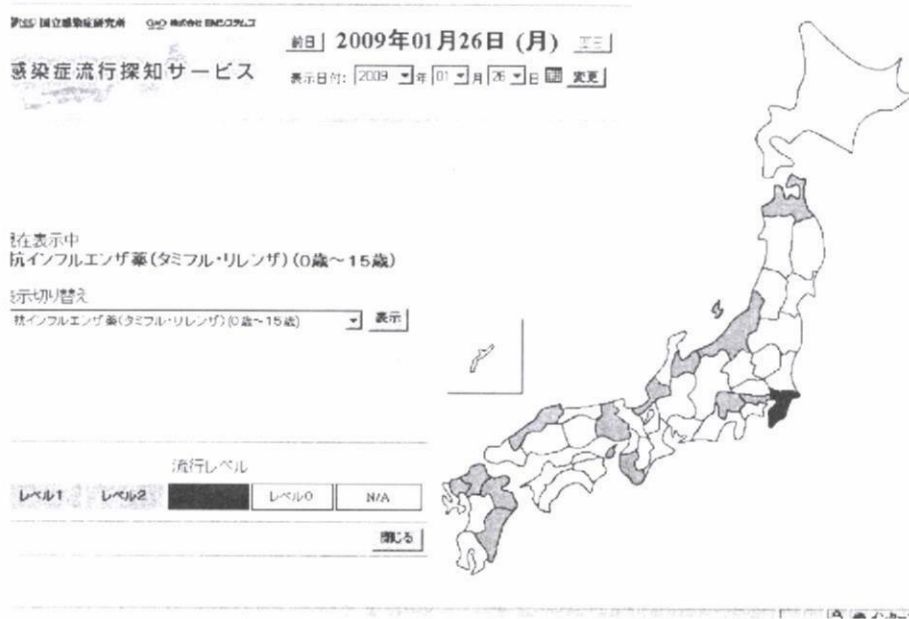 国立感染症研究所 株式会社 EMシステムズ
感染症流行探知サービス
前日 2009年01月26日 (月) 翌日
表示日付: 2009 年 01 月 26 日 変更
現在表示中
抗インフルエンザ薬(タミフル・リレンザ)(0歳～15歳)
表示切り替え
抗インフルエンザ薬(タミフル・リレンザ)(0歳～15歳) 表示
流行レベル
レベル1 レベル2 レベル0 N/A
閉じる